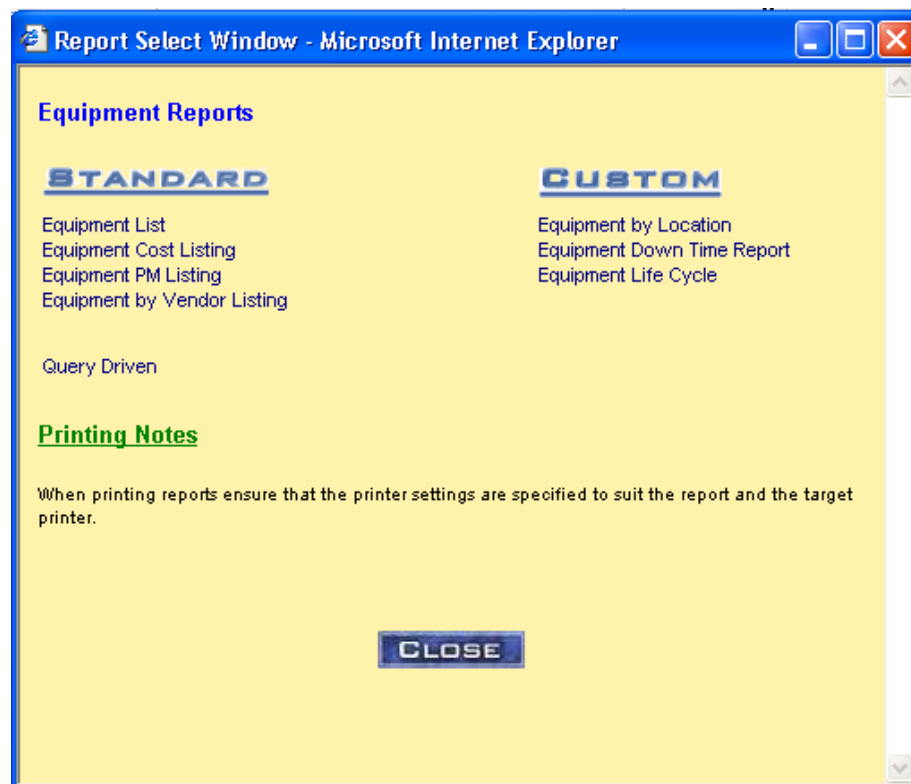 Report Select Window - Microsoft Internet Explorer
Equipment Reports
STANDARD
CUSTOM
Equipment List
Equipment by Location
Equipment Cost Listing
Equipment Down Time Report
Equipment PM Listing
Equipment Life Cycle
Equipment by Vendor Listing
Query Driven
Printing Notes
When printing reports ensure that the printer settings are specified to suit the report and the target
printer.
CLOSE